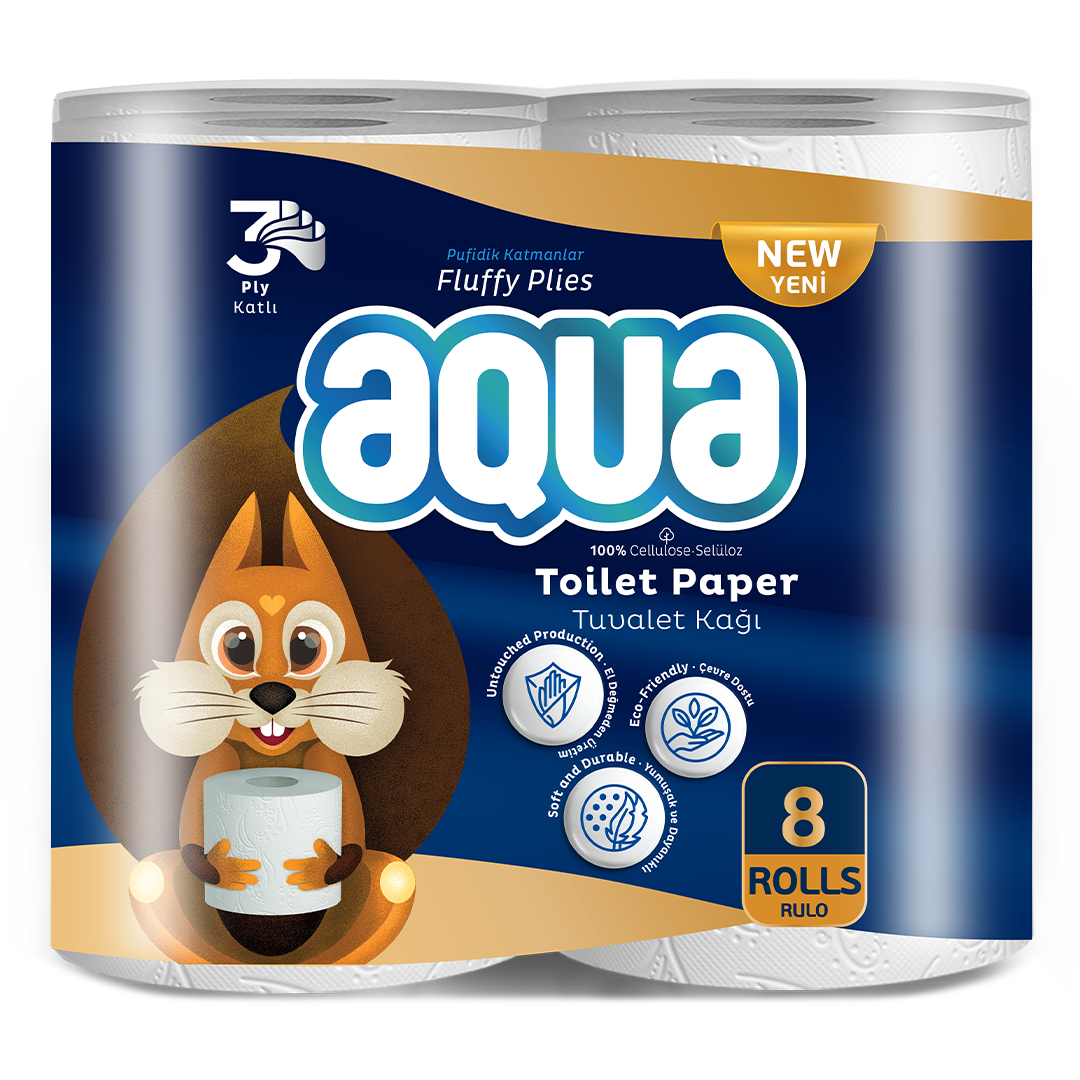 3
Ply
Katlı
Pufidik Katmanlar
Fluffy Plies
NEW
YENİ
aqua
100% Cellulose·Selüloz
Toilet Paper
Tuvalet Kağı
Untouched Production · El Değmeden Üretim
Eco-Friendly · Çevre Dostu
Soft and Durable · Yumuşak ve Dayanıklı
8
ROLLS
RULO